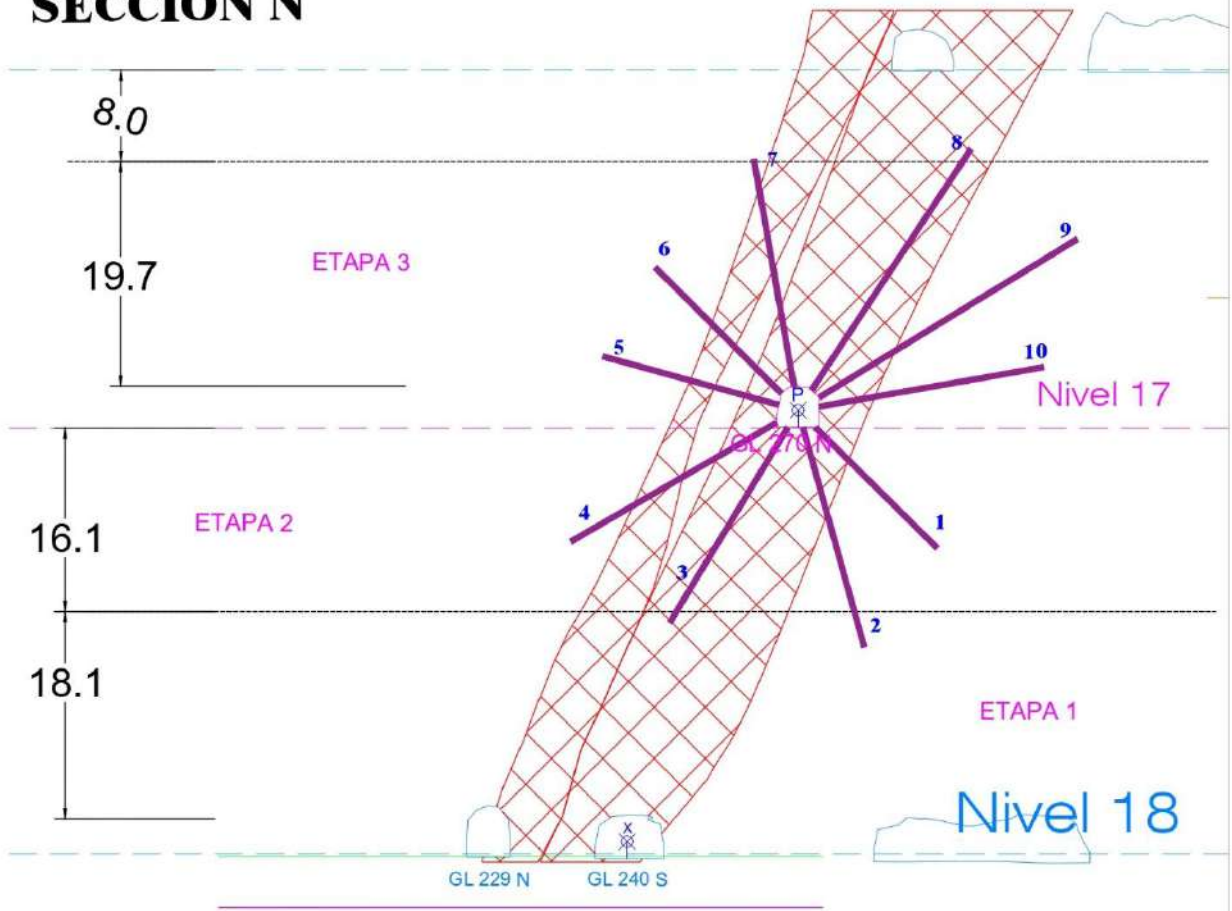 SECCION N
8.0
7
8
6
9
ETAPA 3
19.7
5
10
P
Nivel 17
GL 270 N
4
ETAPA 2
16.1
1
3
2
18.1
ETAPA 1
Nivel 18
X
GL 229 N
GL 240 S